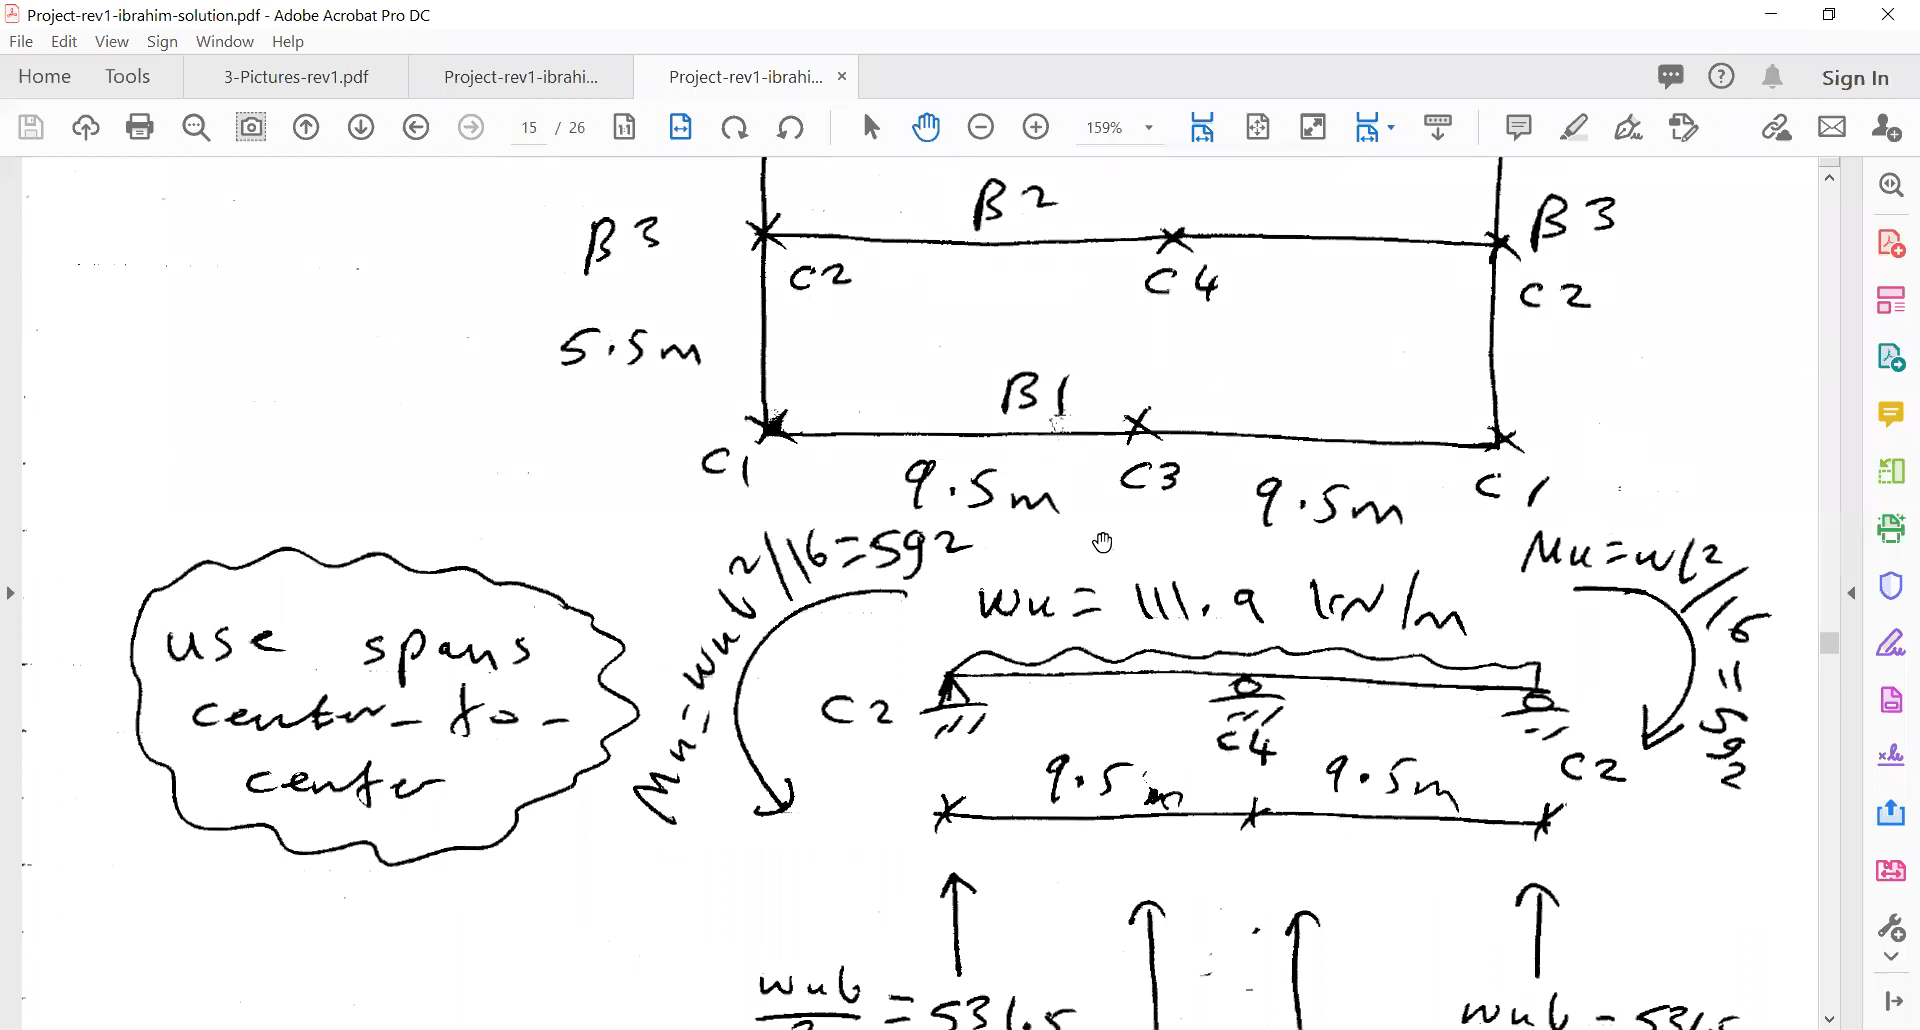 Project-rev1-ibrahim-solution.pdf - Adobe Acrobat Pro DC
File Edit View Sign Window Help
Home Tools 3-Pictures-rev1.pdf Project-rev1-ibrahi... Project-rev1-ibrahi... × Sign In
15 / 26 159%
B2
B3
B3
C2
C4
C2
5.5m
B1
C1
C3
C1
9.5m
9.5m
Mu=wul²/16=592
wu = 111.9 kN/m
Mu=wl²/16=592
use spans
center-to-
center
C2
C4
C2
9.5m
9.5m
wul/2 = 531.5
wul = 531.5